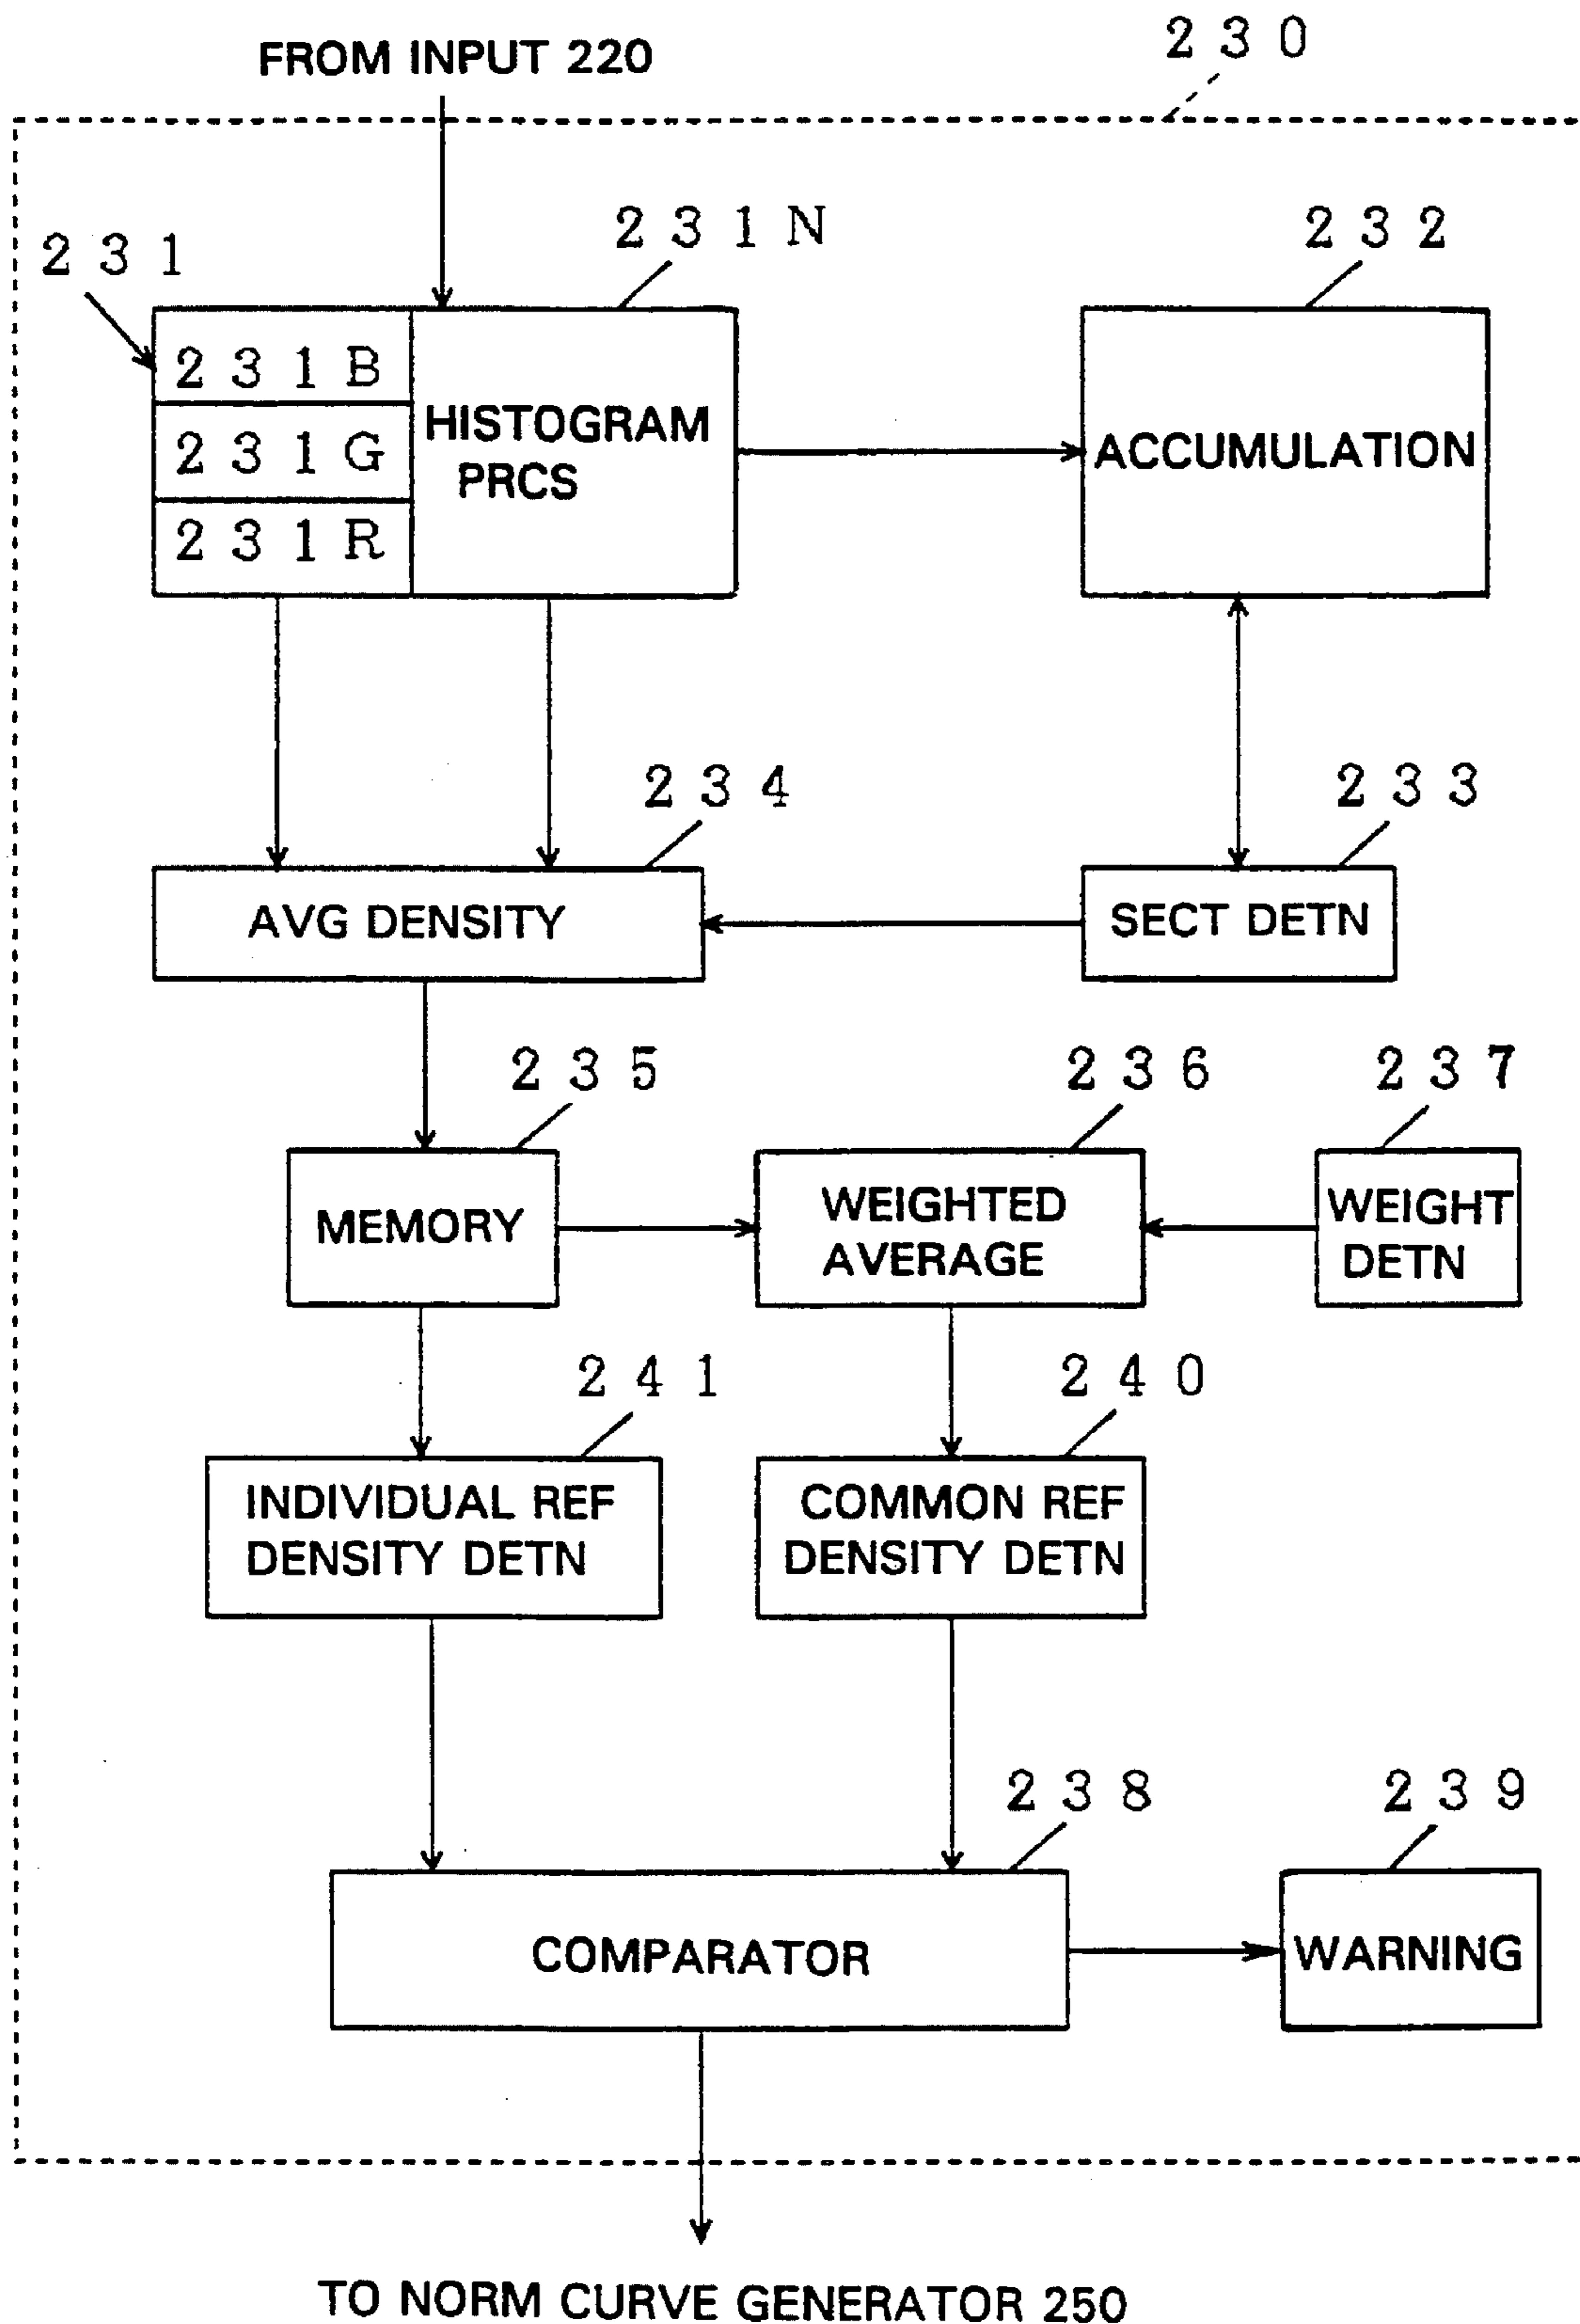 FROM INPUT 220
230
231
231N
232
231B
231G
231R
HISTOGRAM
PRCS
ACCUMULATION
234
233
AVG DENSITY
SECT DETN
235
236
237
MEMORY
WEIGHTED
AVERAGE
WEIGHT
DETN
241
240
INDIVIDUAL REF
DENSITY DETN
COMMON REF
DENSITY DETN
238
239
COMPARATOR
WARNING
TO NORM CURVE GENERATOR 250